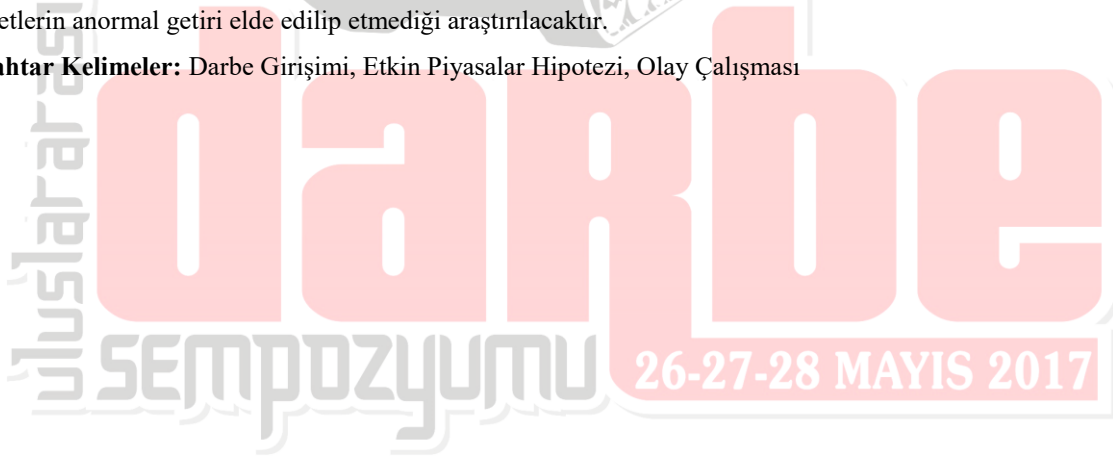 etlerin anormal getiri elde edilip etmediği araştırılacaktır.
ahtar Kelimeler: Darbe Girişimi, Etkin Piyasalar Hipotezi, Olay Çalışması
uluslararası
darbe
SEMPOZYUMU 26-27-28 MAYIS 2017